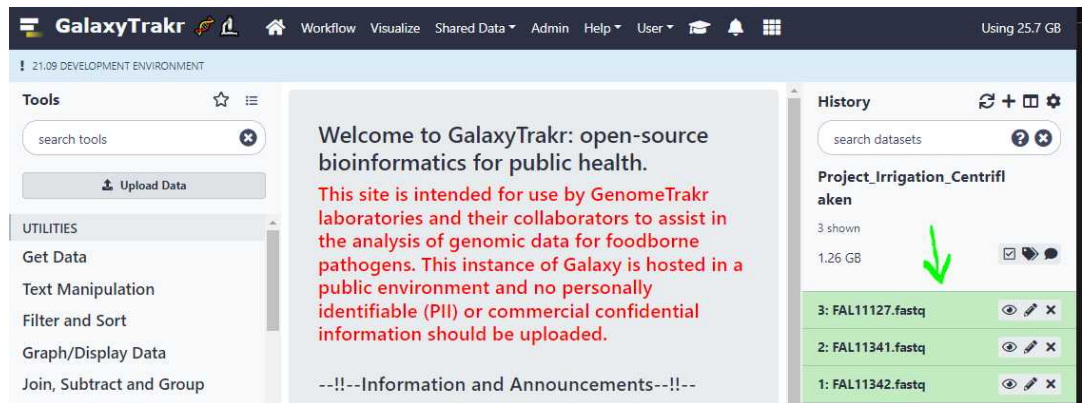 GalaxyTrakr Workflow Visualize Shared Data Admin Help User Using 25.7 GB
! 21.09 DEVELOPMENT ENVIRONMENT
Tools
search tools
Upload Data
UTILITIES
Get Data
Text Manipulation
Filter and Sort
Graph/Display Data
Join, Subtract and Group
Welcome to GalaxyTrakr: open-source
bioinformatics for public health.
This site is intended for use by GenomeTrakr
laboratories and their collaborators to assist in
the analysis of genomic data for foodborne
pathogens. This instance of Galaxy is hosted in a
public environment and no personally
identifiable (PII) or commercial confidential
information should be uploaded.
--!!--Information and Announcements--!!--
History
search datasets
Project_Irrigation_Centrifl
aken
3 shown
1.26 GB
3: FAL11127.fastq
2: FAL11341.fastq
1: FAL11342.fastq